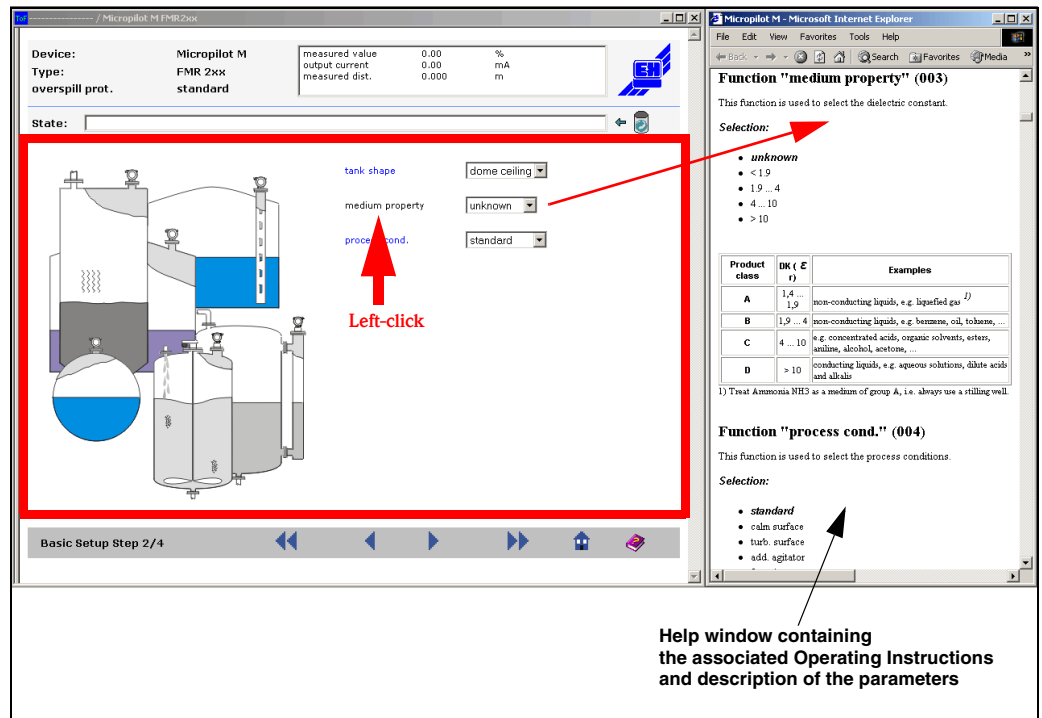 ToF ---------------- / Micropilot M FMR2xx
Device: Micropilot M
Type: FMR 2xx
overspill prot. standard
measured value 0.00 %
output current 0.00 mA
measured dist. 0.000 m
EH
State:
tank shape dome ceiling
medium property unknown
process cond. standard
Left-click
Basic Setup Step 2/4
Micropilot M - Microsoft Internet Explorer
File Edit View Favorites Tools Help
Back Search Favorites Media »
Function "medium property" (003)
This function is used to select the dielectric constant.
Selection:
• unknown
• < 1.9
• 1.9 ... 4
• 4 ... 10
• > 10
Product class DK ( ε r) Examples
A 1,4 ... 1,9 non-conducting liquids, e.g. liquefied gas 1)
B 1,9 ... 4 non-conducting liquids, e.g. benzene, oil, toluene, ...
C 4 ... 10 e.g. concentrated acids, organic solvents, esters, aniline, alcohol, acetone, ...
D > 10 conducting liquids, e.g. aqueous solutions, dilute acids and alkalis
1) Treat Ammonia NH3 as a medium of group A, i.e. always use a stilling well.
Function "process cond." (004)
This function is used to select the process conditions.
Selection:
• standard
• calm surface
• turb. surface
• add. agitator
Help window containing
the associated Operating Instructions
and description of the parameters